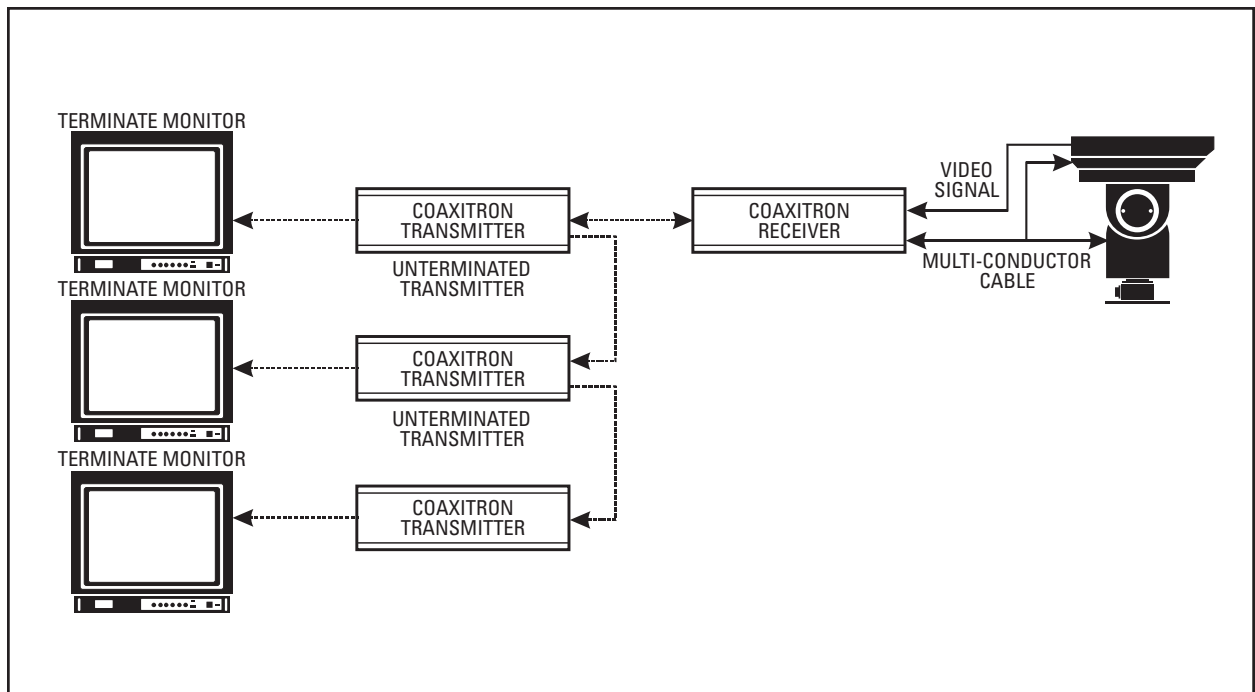 TERMINATE MONITOR
COAXITRON
TRANSMITTER
UNTERMINATED
TRANSMITTER
COAXITRON
RECEIVER
VIDEO
SIGNAL
MULTI-CONDUCTOR
CABLE
TERMINATE MONITOR
COAXITRON
TRANSMITTER
UNTERMINATED
TRANSMITTER
TERMINATE MONITOR
COAXITRON
TRANSMITTER